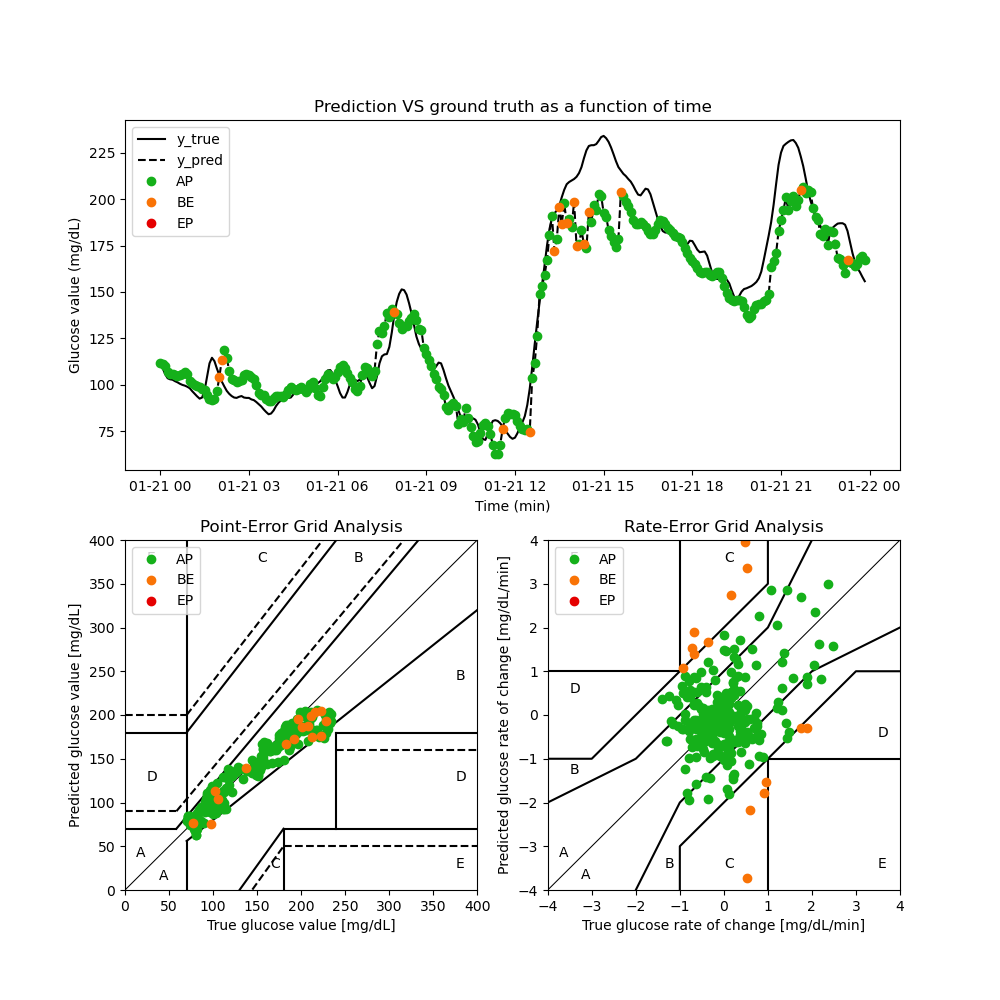 Prediction VS ground truth as a function of time
Glucose value (mg/dL)
225
200
175
150
125
100
75
y_true
y_pred
AP
BE
EP
01-21 00 01-21 03 01-21 06 01-21 09 01-21 12 01-21 15 01-21 18 01-21 21 01-22 00
Time (min)
Point-Error Grid Analysis
Predicted glucose value [mg/dL]
400
350
300
250
200
150
100
50
0
AP
BE
EP
C
B
B
D
D
A
A
C
E
0 50 100 150 200 250 300 350 400
True glucose value [mg/dL]
Rate-Error Grid Analysis
Predicted glucose rate of change [mg/dL/min]
4
3
2
1
0
−1
−2
−3
−4
AP
BE
EP
C
D
D
B
A
A
B
C
E
−4 −3 −2 −1 0 1 2 3 4
True glucose rate of change [mg/dL/min]